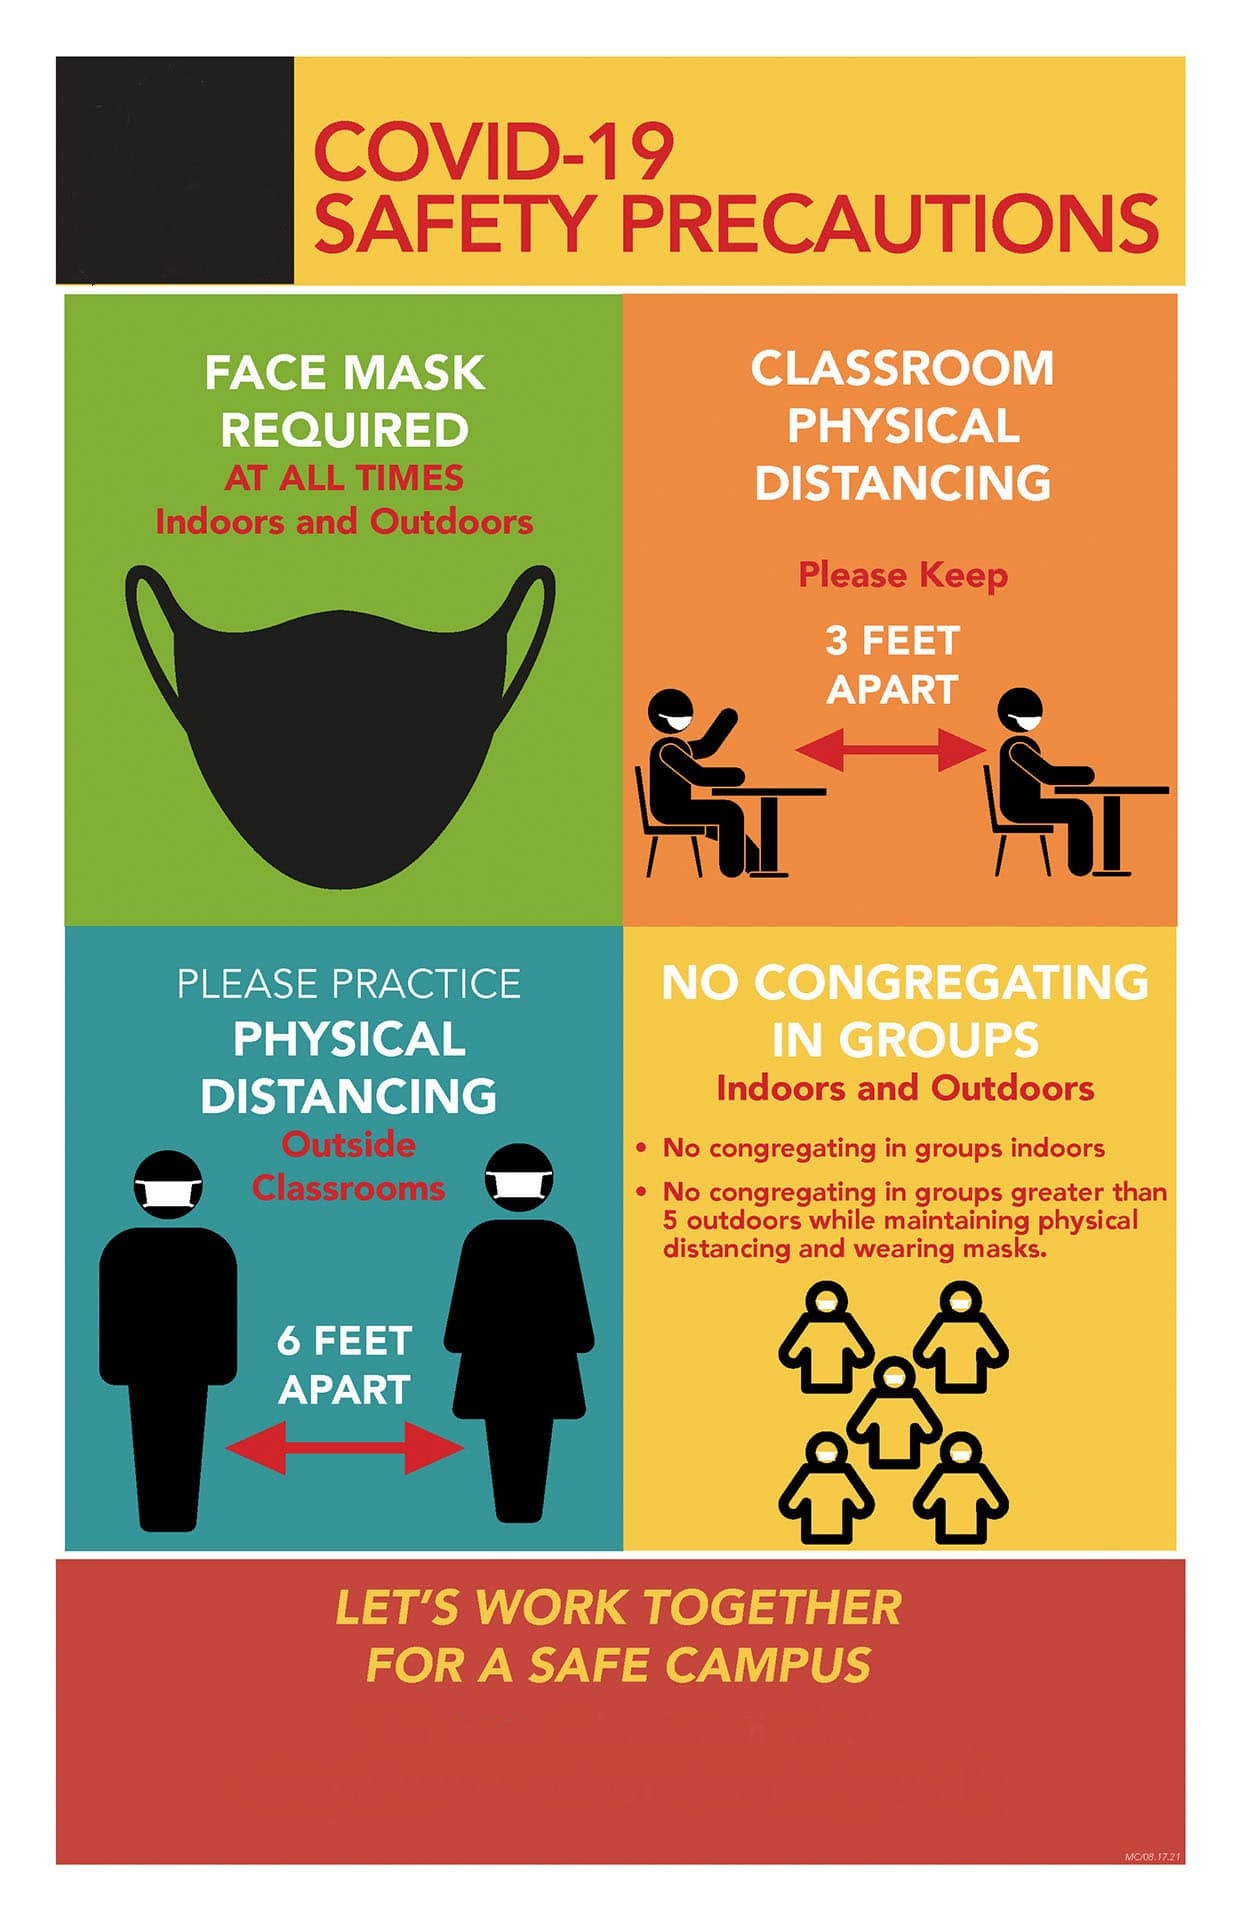 COVID-19
SAFETY PRECAUTIONS
FACE MASK
REQUIRED
AT ALL TIMES
Indoors and Outdoors
CLASSROOM
PHYSICAL
DISTANCING
Please Keep
3 FEET
APART
PLEASE PRACTICE
PHYSICAL
DISTANCING
Outside
Classrooms
6 FEET
APART
NO CONGREGATING
IN GROUPS
Indoors and Outdoors
• No congregating in groups indoors
• No congregating in groups greater than
5 outdoors while maintaining physical
distancing and wearing masks.
LET'S WORK TOGETHER
FOR A SAFE CAMPUS
MC/08.17.21